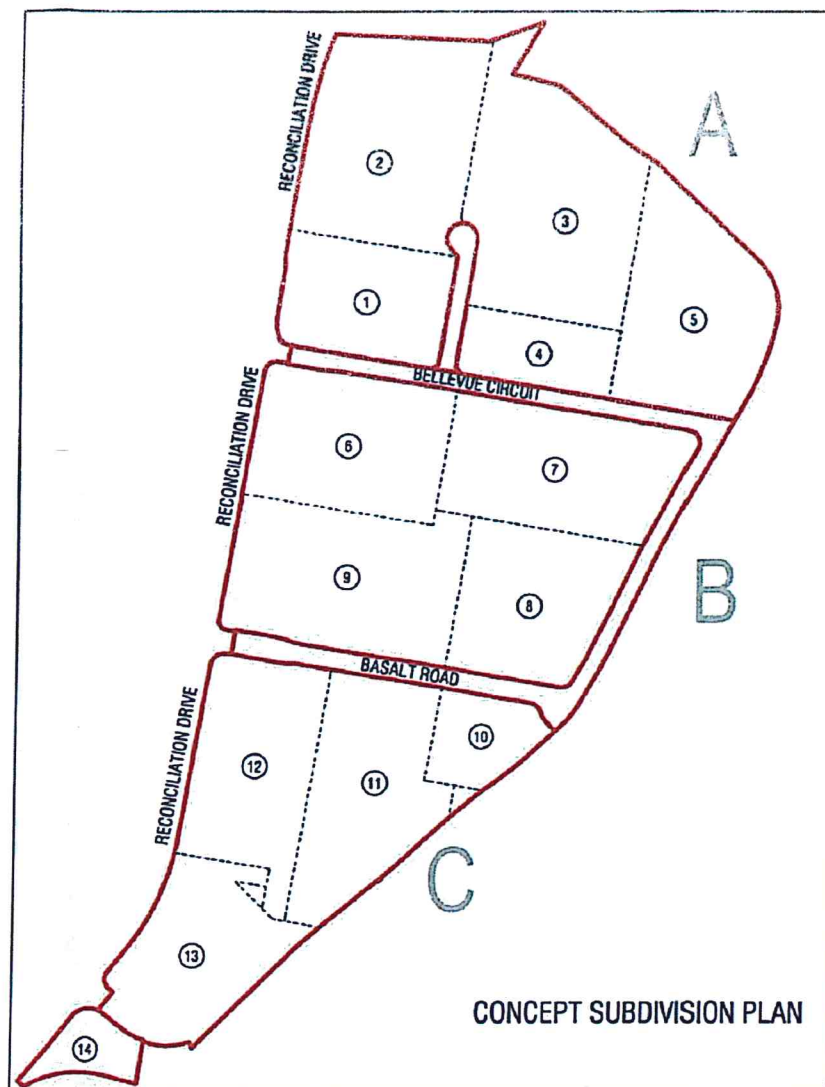 RECONCILIATION DRIVE
A
2
3
1
5
4
BELLEVUE CIRCUIT
RECONCILIATION DRIVE
6
7
9
8
B
BASALT ROAD
RECONCILIATION DRIVE
10
12
11
C
13
CONCEPT SUBDIVISION PLAN
14